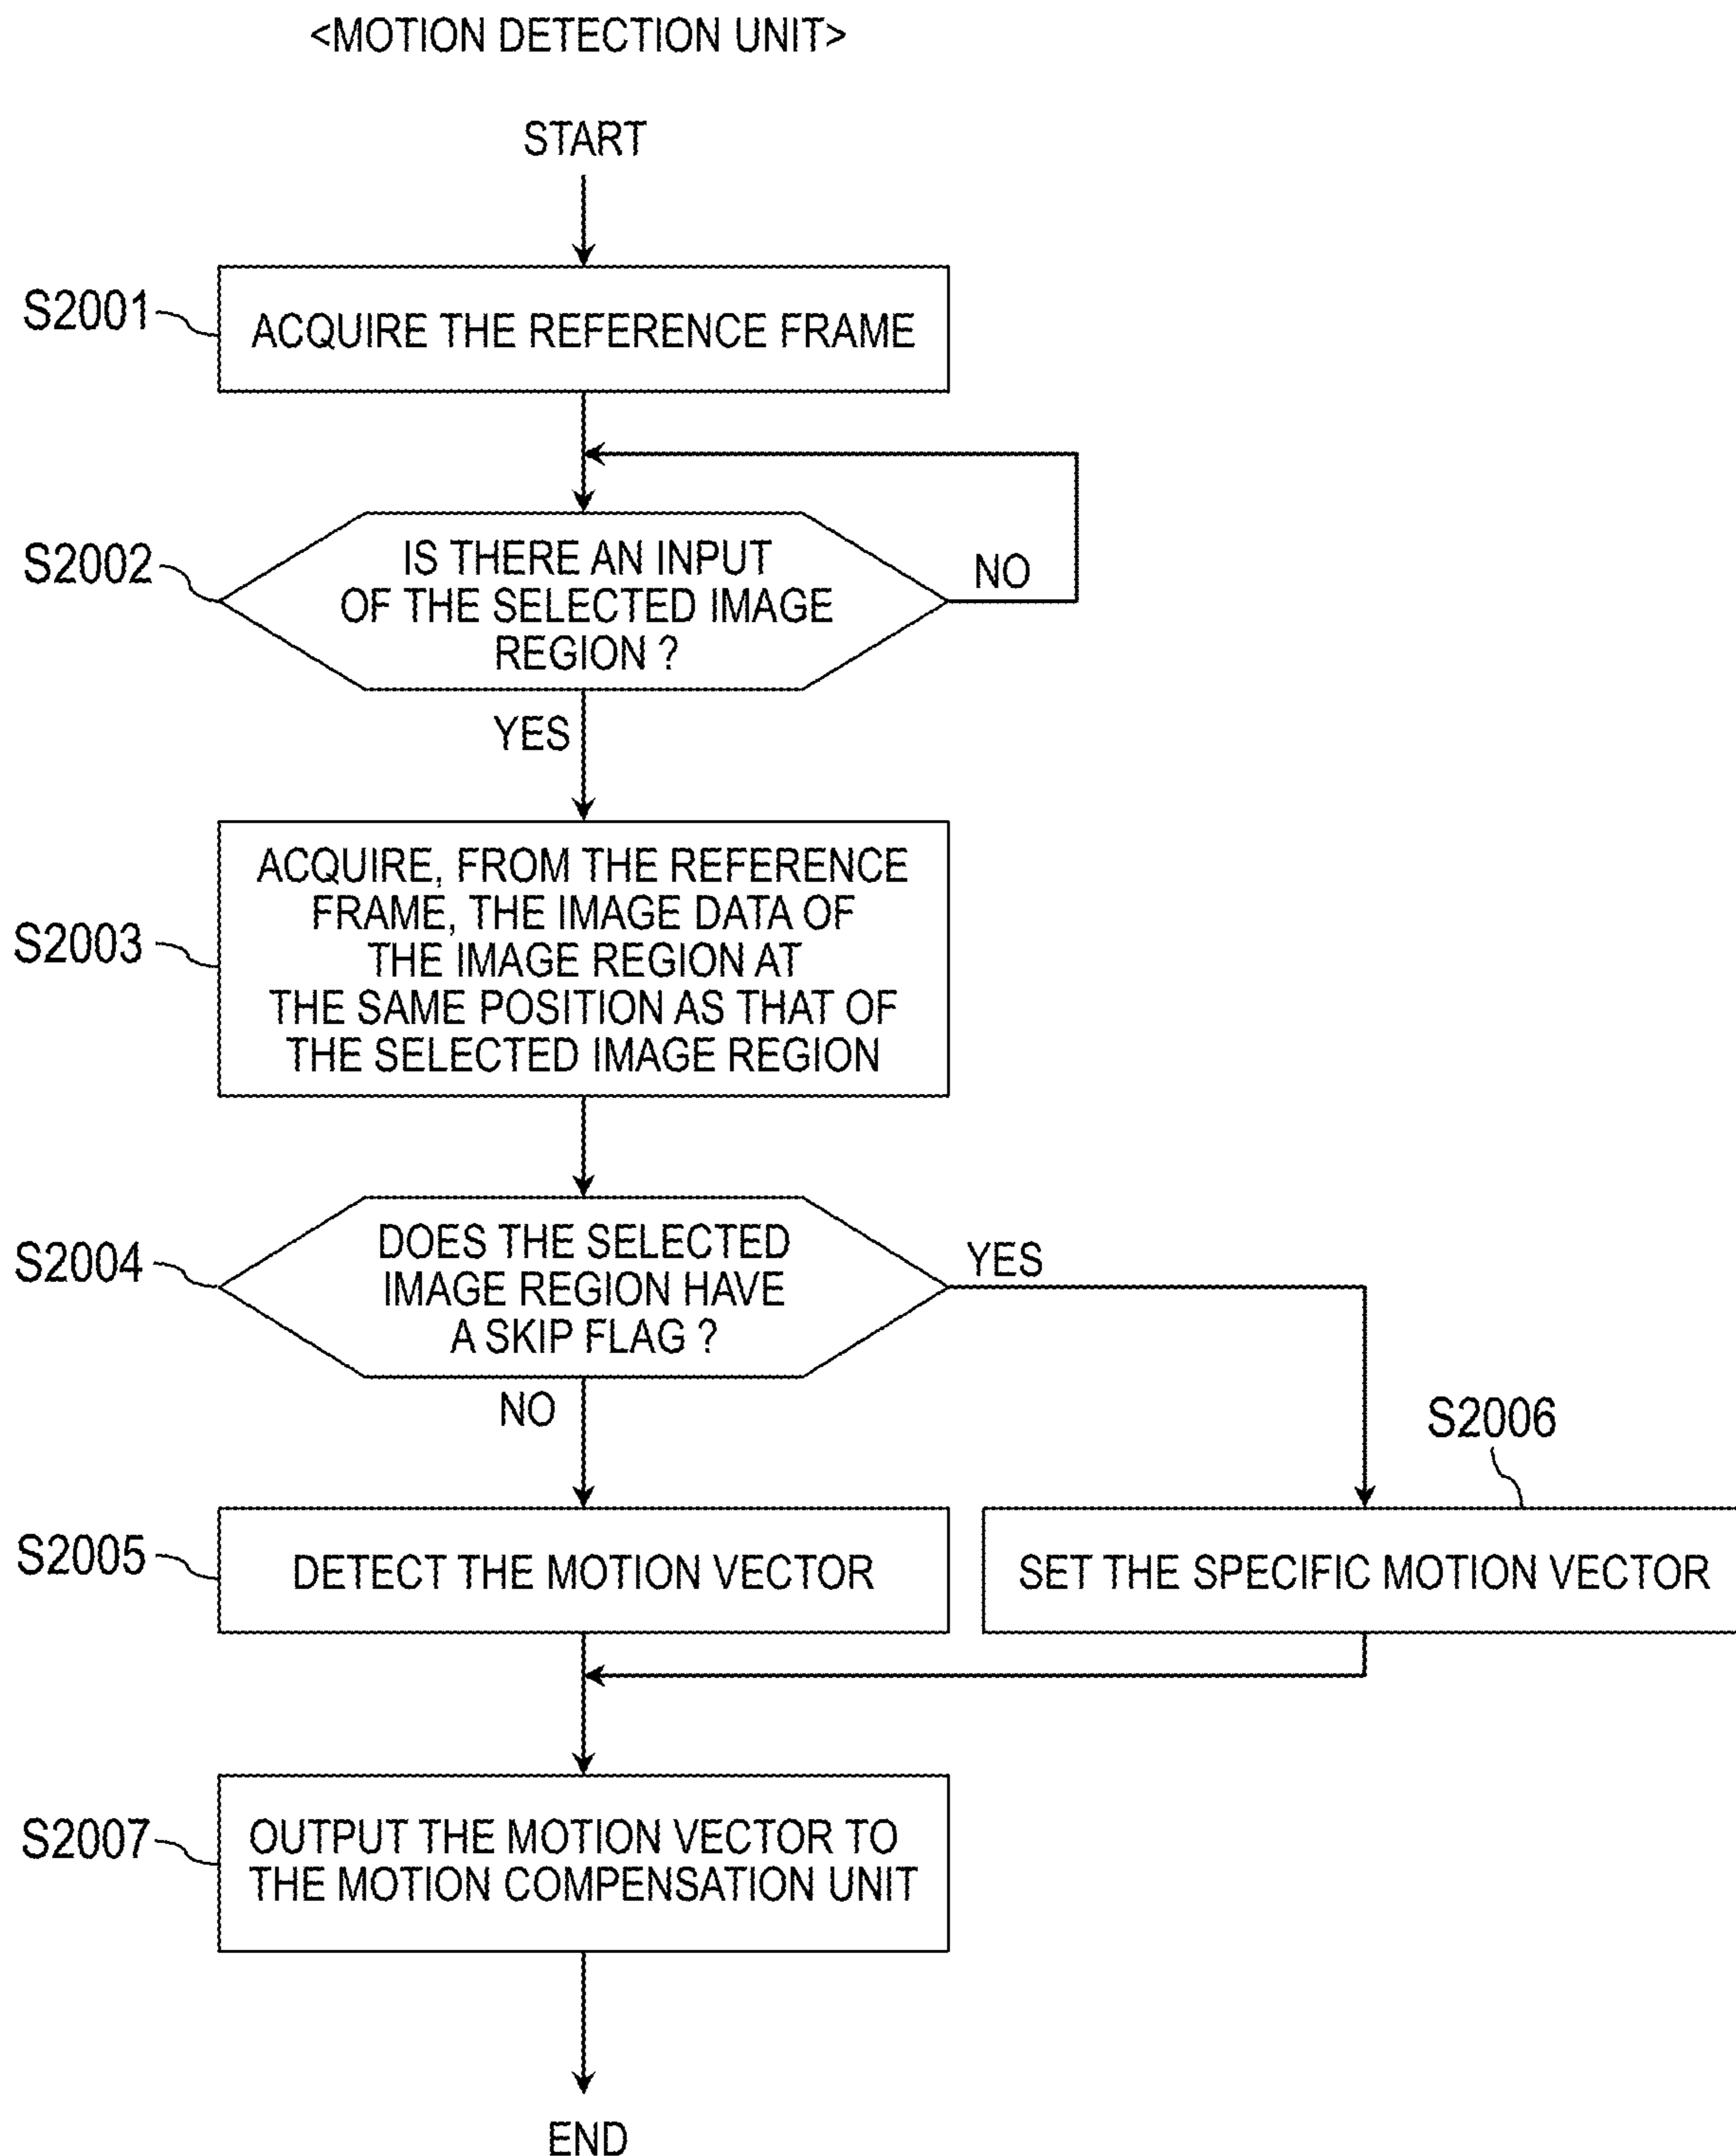 <MOTION DETECTION UNIT>
START
S2001
ACQUIRE THE REFERENCE FRAME
S2002
IS THERE AN INPUT
OF THE SELECTED IMAGE
REGION ?
NO
YES
S2003
ACQUIRE, FROM THE REFERENCE
FRAME, THE IMAGE DATA OF
THE IMAGE REGION AT
THE SAME POSITION AS THAT OF
THE SELECTED IMAGE REGION
S2004
DOES THE SELECTED
IMAGE REGION HAVE
A SKIP FLAG ?
YES
NO
S2005
DETECT THE MOTION VECTOR
S2006
SET THE SPECIFIC MOTION VECTOR
S2007
OUTPUT THE MOTION VECTOR TO
THE MOTION COMPENSATION UNIT
END